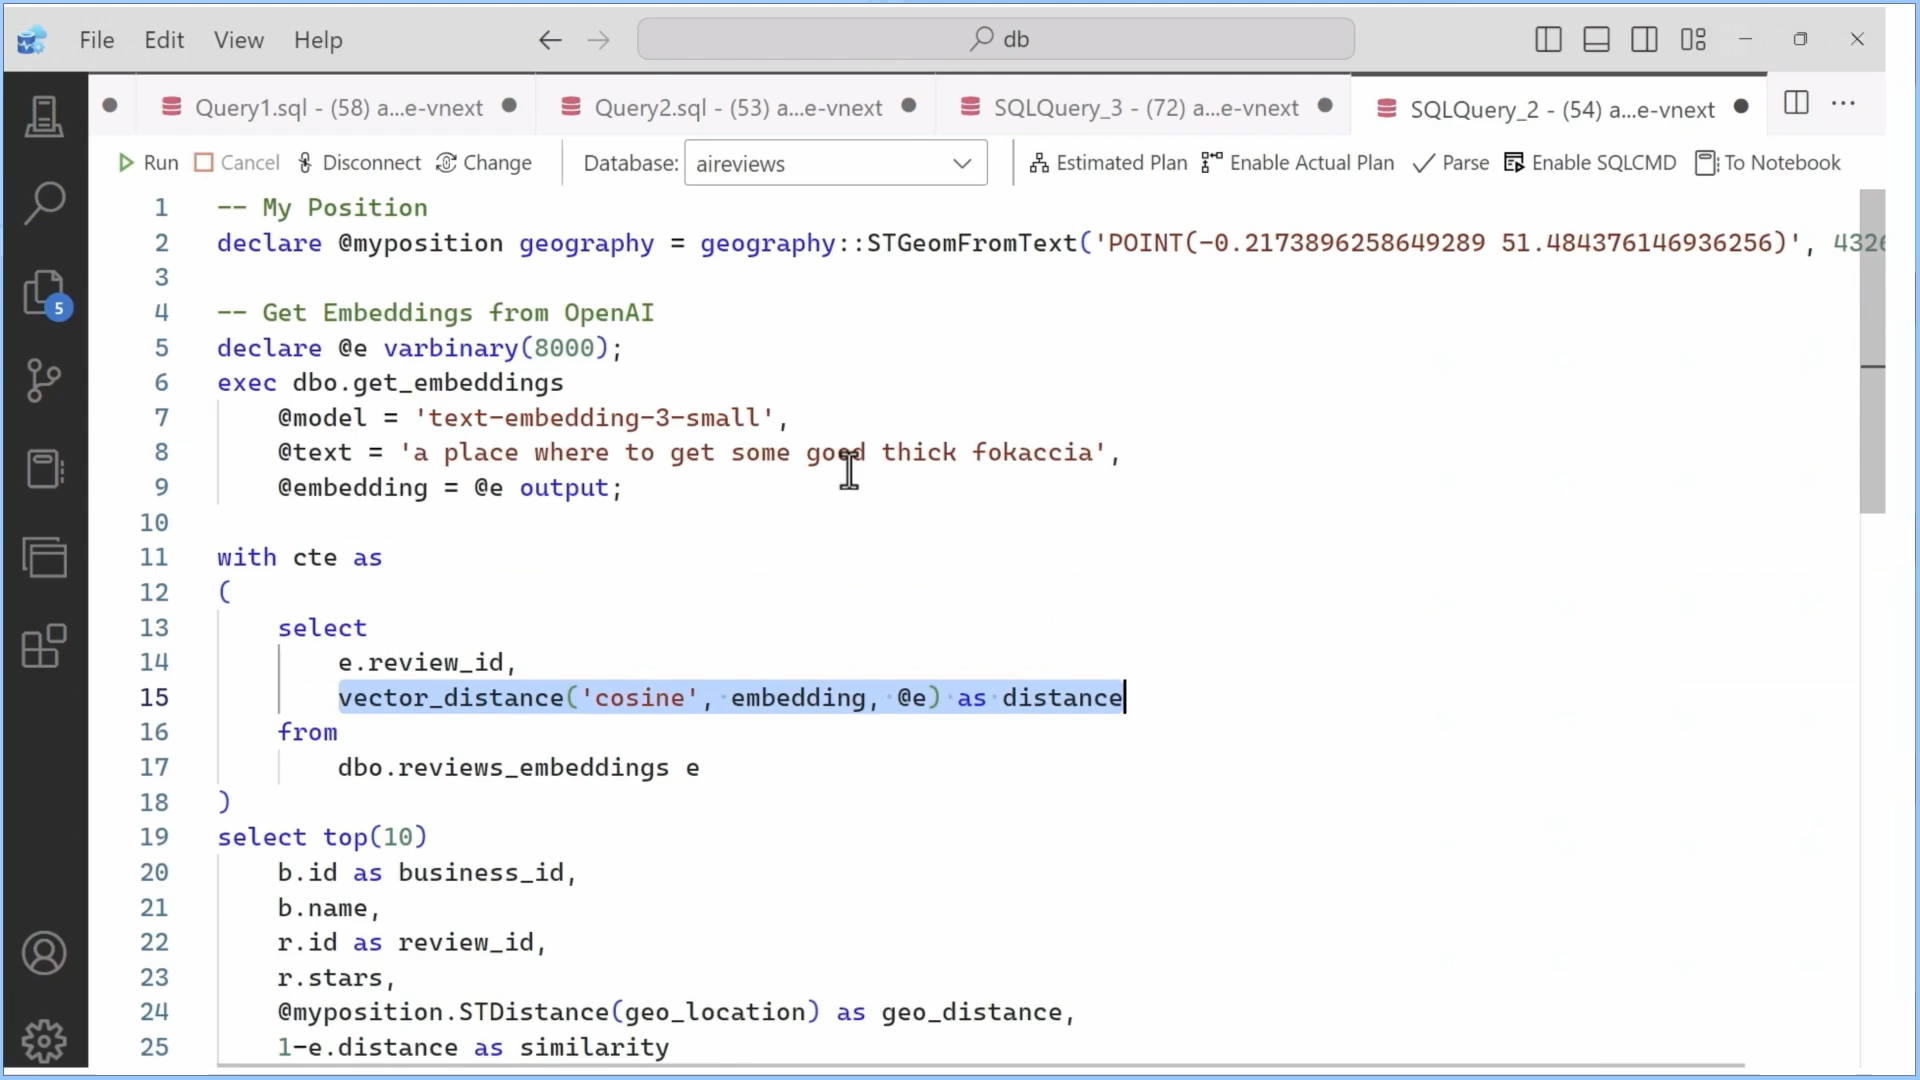 File Edit View Help db
Query1.sql - (58) a...e-vnext Query2.sql - (53) a...e-vnext SQLQuery_3 - (72) a...e-vnext SQLQuery_2 - (54) a...e-vnext ...
Run Cancel Disconnect Change Database: aireviews Estimated Plan Enable Actual Plan Parse Enable SQLCMD To Notebook
1 -- My Position
2 declare @myposition geography = geography::STGeomFromText('POINT(-0.2173896258649289 51.484376146936256)', 4326
3
4 -- Get Embeddings from OpenAI
5 declare @e varbinary(8000);
6 exec dbo.get_embeddings
7 @model = 'text-embedding-3-small',
8 @text = 'a place where to get some good thick fokaccia',
9 @embedding = @e output;
10
11 with cte as
12 (
13 select
14 e.review_id,
15 vector_distance('cosine', embedding, @e) as distance
16 from
17 dbo.reviews_embeddings e
18 )
19 select top(10)
20 b.id as business_id,
21 b.name,
22 r.id as review_id,
23 r.stars,
24 @myposition.STDistance(geo_location) as geo_distance,
25 1-e.distance as similarity
5